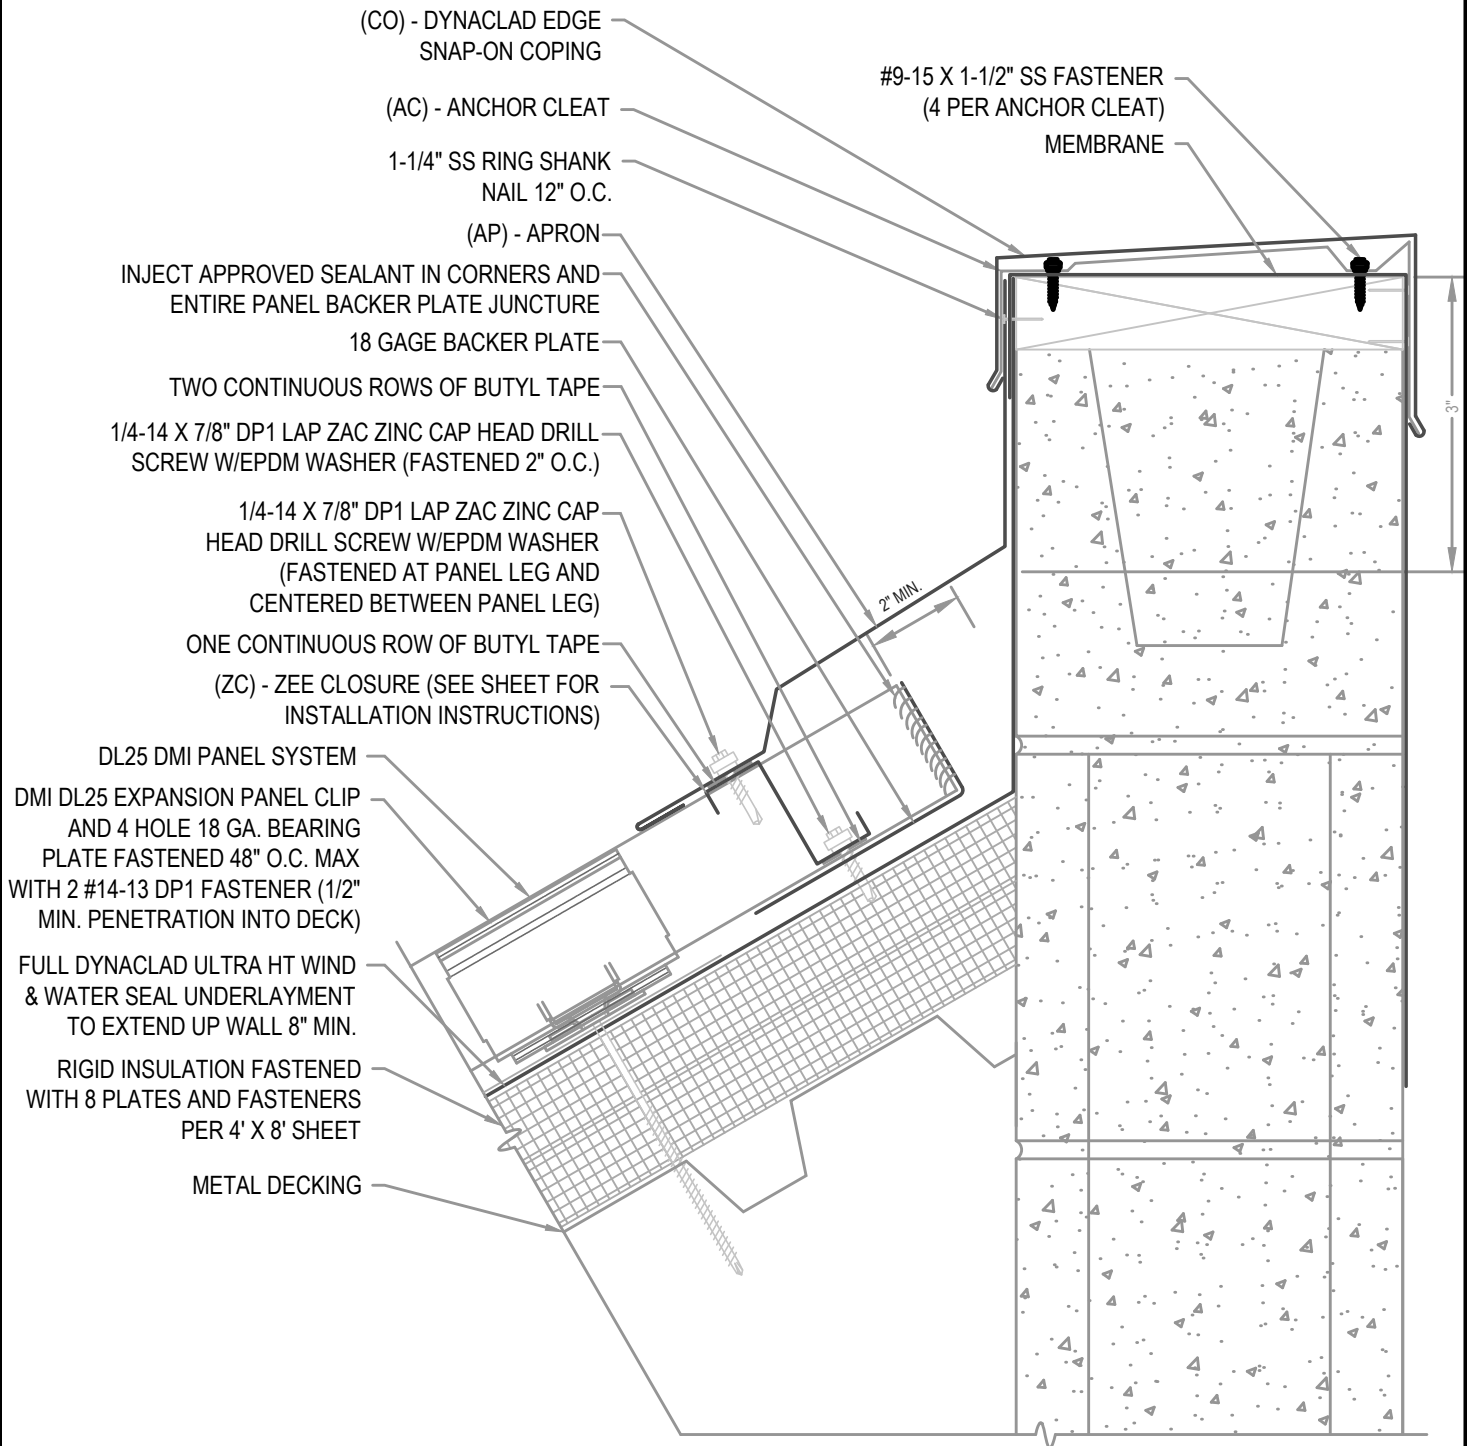 (CO) - DYNACLAD EDGE
SNAP-ON COPING
#9-15 X 1-1/2" SS FASTENER
(4 PER ANCHOR CLEAT)
MEMBRANE
(AC) - ANCHOR CLEAT
1-1/4" SS RING SHANK
NAIL 12" O.C.
(AP) - APRON
INJECT APPROVED SEALANT IN CORNERS AND
ENTIRE PANEL BACKER PLATE JUNCTURE
18 GAGE BACKER PLATE
TWO CONTINUOUS ROWS OF BUTYL TAPE
1/4-14 X 7/8" DP1 LAP ZAC ZINC CAP HEAD DRILL
SCREW W/EPDM WASHER (FASTENED 2" O.C.)
1/4-14 X 7/8" DP1 LAP ZAC ZINC CAP
HEAD DRILL SCREW W/EPDM WASHER
(FASTENED AT PANEL LEG AND
CENTERED BETWEEN PANEL LEG)
ONE CONTINUOUS ROW OF BUTYL TAPE
(ZC) - ZEE CLOSURE (SEE SHEET FOR
INSTALLATION INSTRUCTIONS)
DL25 DMI PANEL SYSTEM
DMI DL25 EXPANSION PANEL CLIP
AND 4 HOLE 18 GA. BEARING
PLATE FASTENED 48" O.C. MAX
WITH 2 #14-13 DP1 FASTENER (1/2"
MIN. PENETRATION INTO DECK)
FULL DYNACLAD ULTRA HT WIND
& WATER SEAL UNDERLAYMENT
TO EXTEND UP WALL 8" MIN.
RIGID INSULATION FASTENED
WITH 8 PLATES AND FASTENERS
PER 4' X 8' SHEET
METAL DECKING
2" MIN.
3"